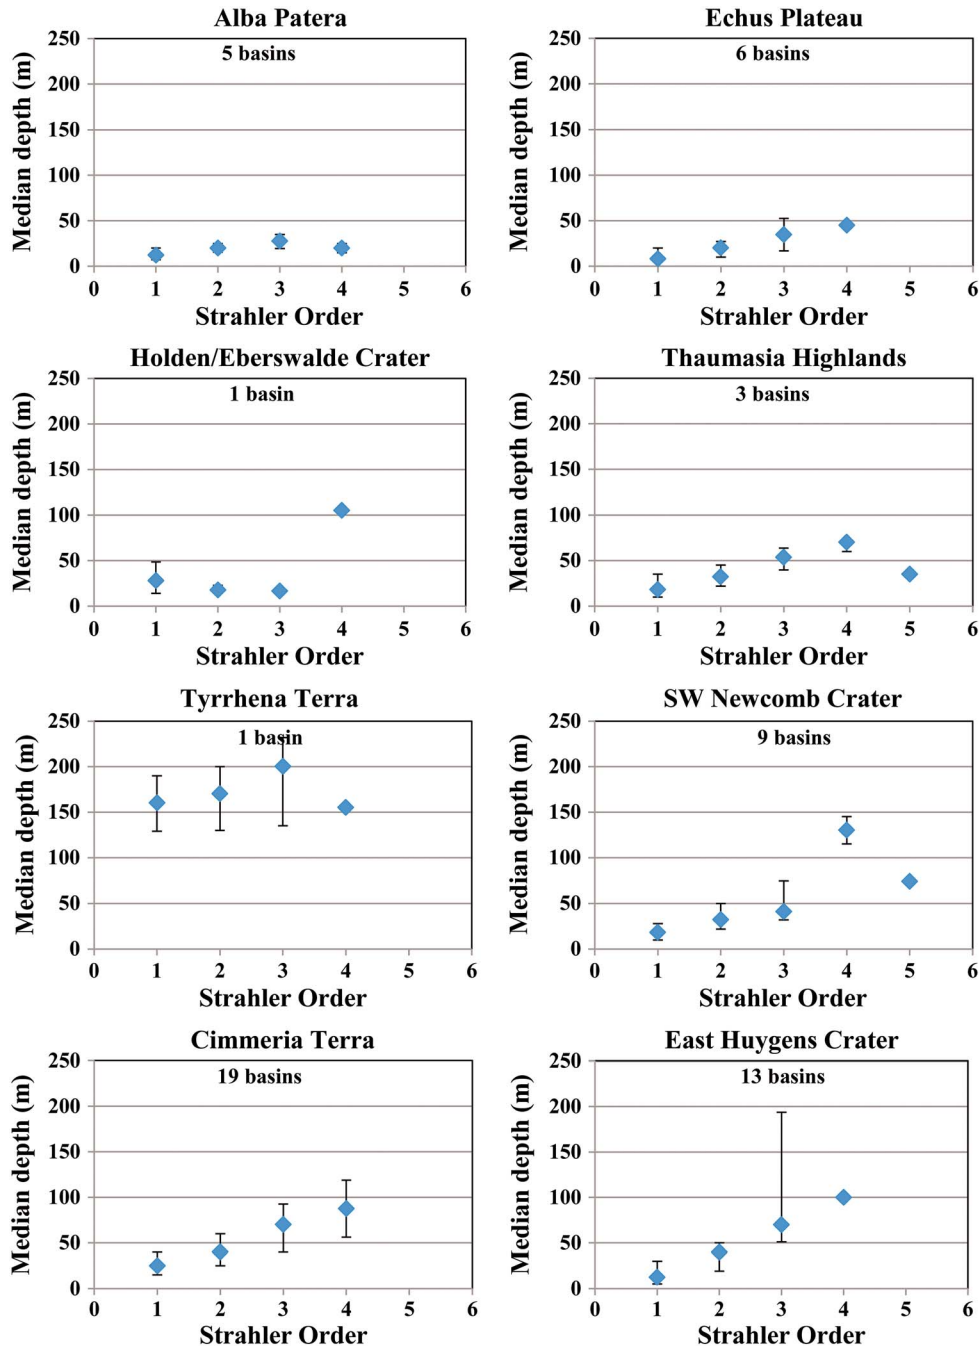 Alba Patera
5 basins
Median depth (m)
250
200
150
100
50
0
0 1 2 3 4 5 6
Strahler Order
Echus Plateau
6 basins
Median depth (m)
250
200
150
100
50
0
0 1 2 3 4 5 6
Strahler Order
Holden/Eberswalde Crater
1 basin
Median depth (m)
250
200
150
100
50
0
0 1 2 3 4 5 6
Strahler Order
Thaumasia Highlands
3 basins
Median depth (m)
250
200
150
100
50
0
0 1 2 3 4 5 6
Strahler Order
Tyrrhena Terra
1 basin
Median depth (m)
250
200
150
100
50
0
0 1 2 3 4 5 6
Strahler Order
SW Newcomb Crater
9 basins
Median depth (m)
250
200
150
100
50
0
0 1 2 3 4 5 6
Strahler Order
Cimmeria Terra
19 basins
Median depth (m)
250
200
150
100
50
0
0 1 2 3 4 5 6
Strahler Order
East Huygens Crater
13 basins
Median depth (m)
250
200
150
100
50
0
0 1 2 3 4 5 6
Strahler Order